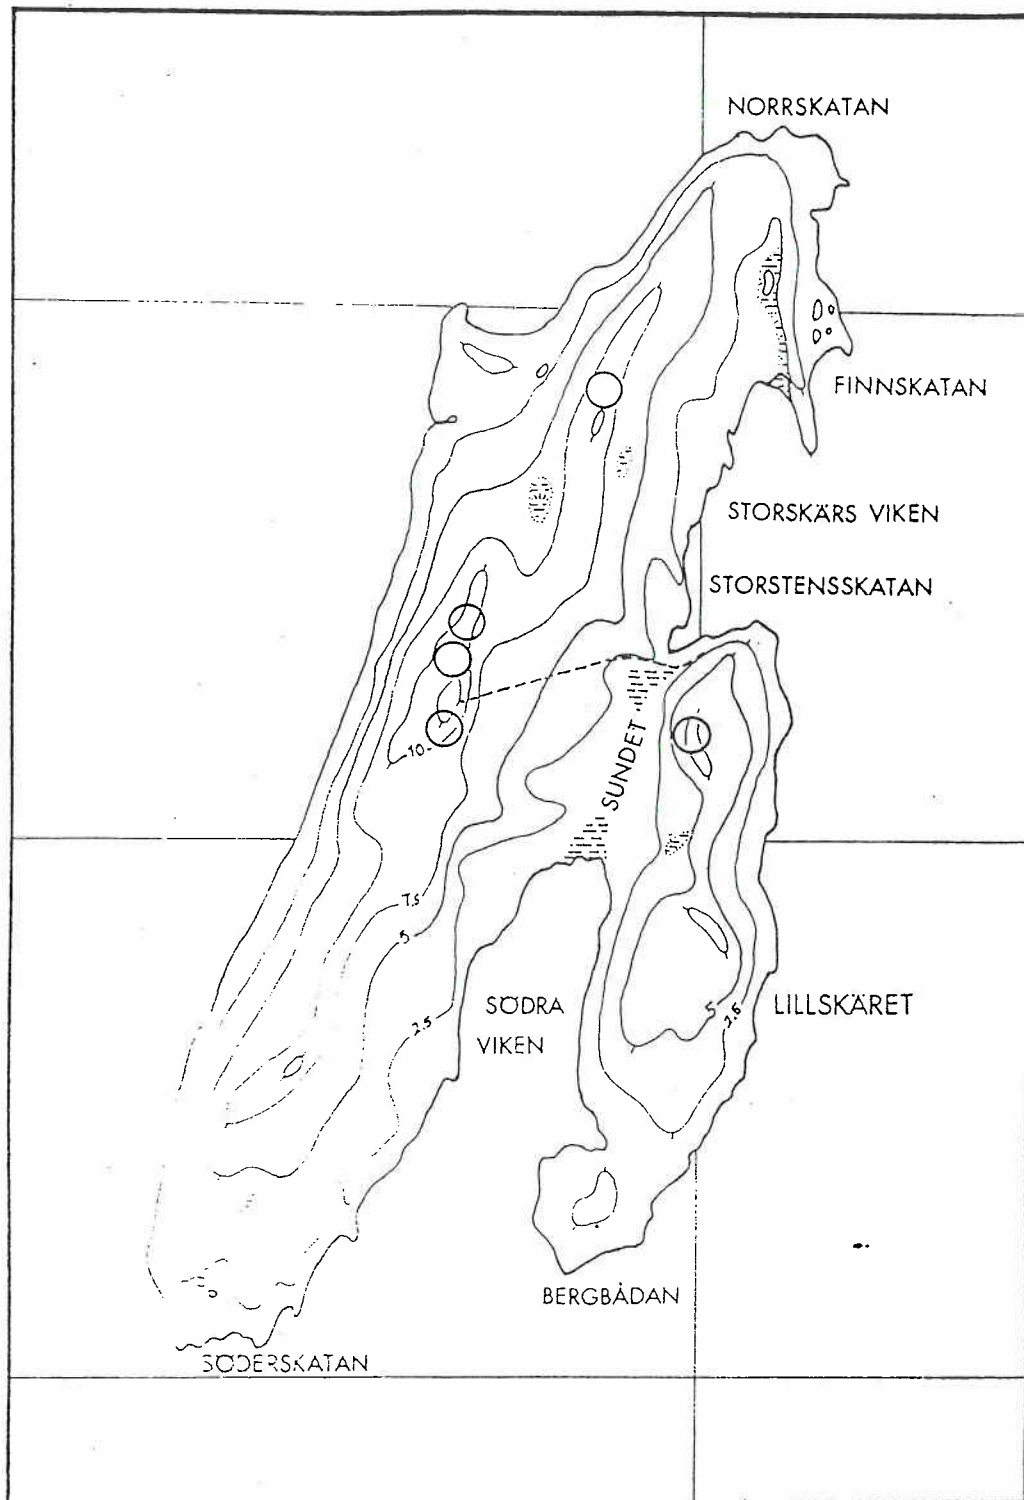 NORRSKATAN
FINNSKATAN
STORSKÄRS VIKEN
STORSTENSSKATAN
SUNDET
10
7.5
5
2.5
SÖDRA
VIKEN
5
2.5
LILLSKÄRET
BERGBÅDAN
SÖDERSKATAN